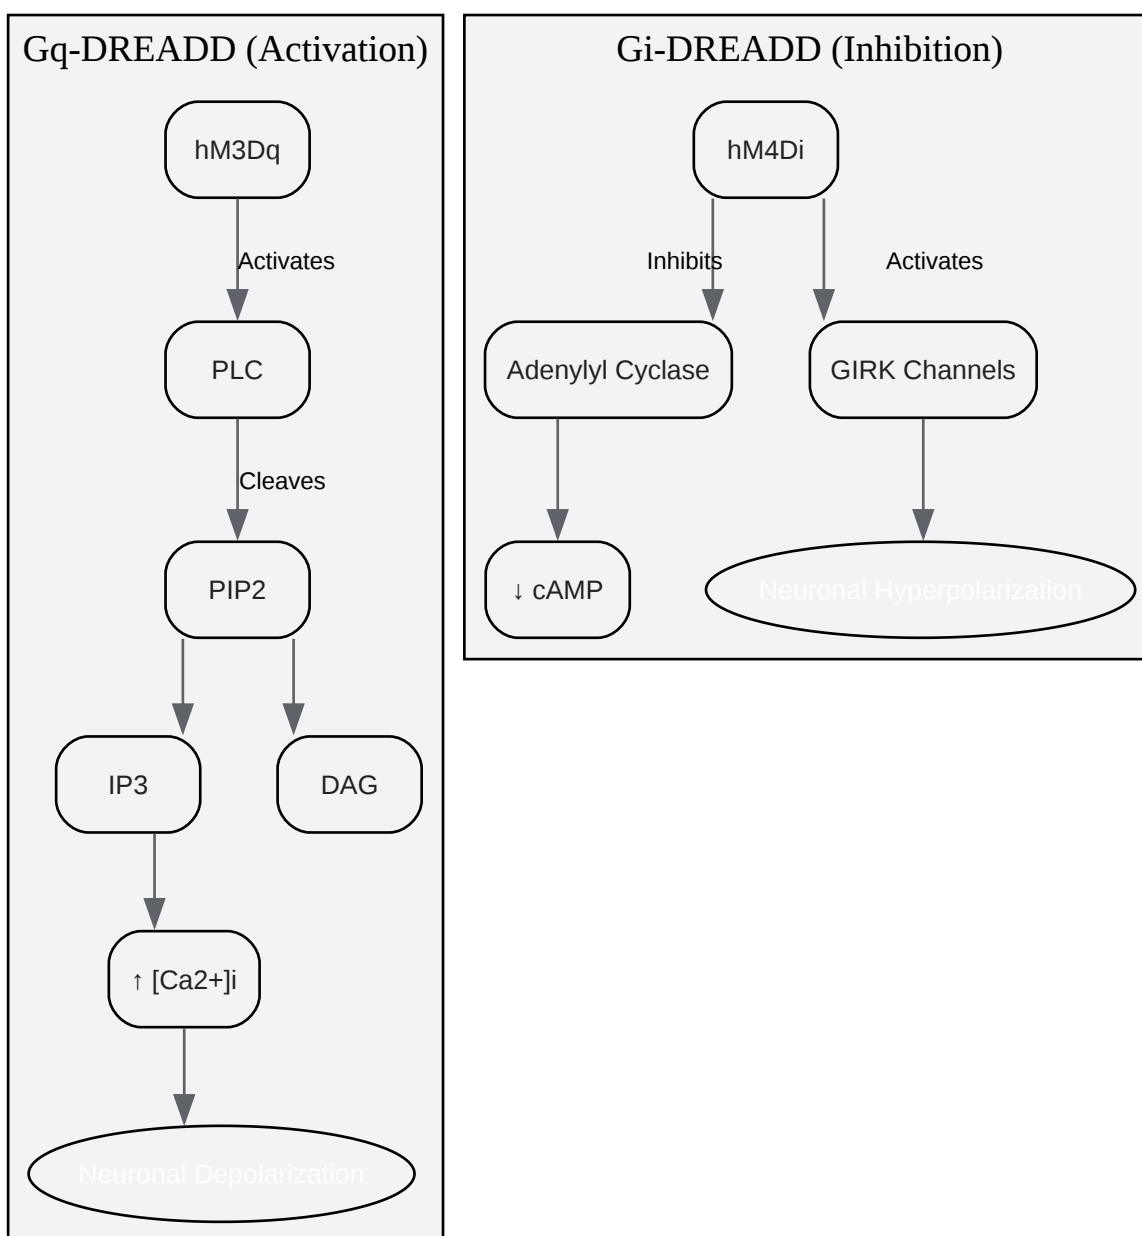 Gq-DREADD (Activation)
hM3Dq
Activates
PLC
Cleaves
PIP2
IP3
DAG
↑ [Ca2+]i
Neuronal Depolarization
Gi-DREADD (Inhibition)
hM4Di
Inhibits
Activates
Adenylyl Cyclase
GIRK Channels
↓ cAMP
Neuronal Hyperpolarization